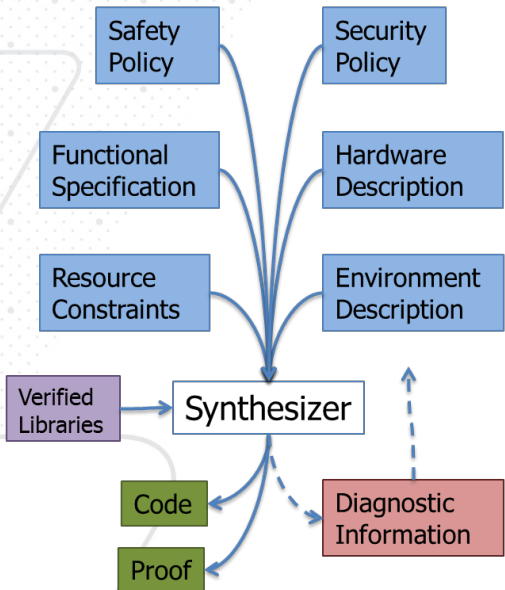 Safety
Policy
Security
Policy
Functional
Specification
Hardware
Description
Resource
Constraints
Environment
Description
Verified
Libraries
Synthesizer
Code
Diagnostic
Information
Proof